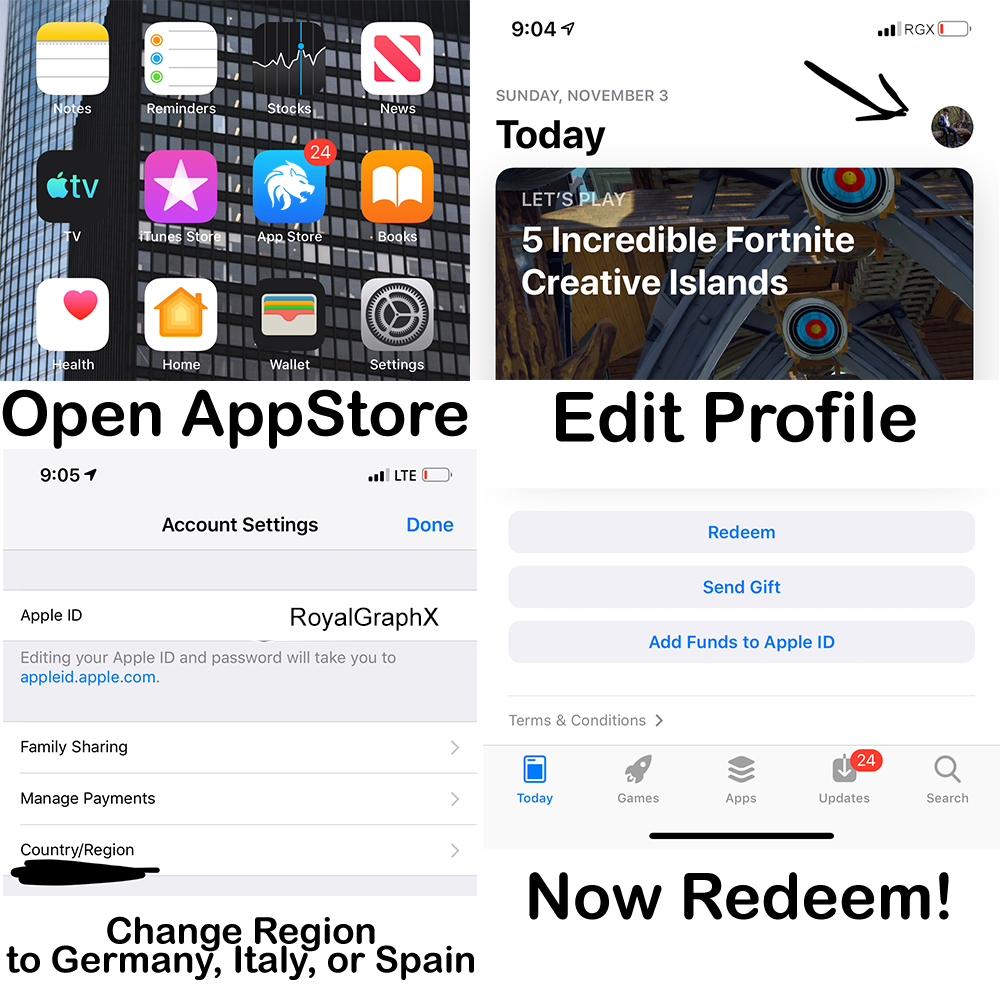 Notes
Reminders
Stocks
News
tv
24
TV
iTunes Store
App Store
Books
Health
Home
Wallet
Settings
Open AppStore
9:04
RGX
SUNDAY, NOVEMBER 3
Today
LET'S PLAY
5 Incredible Fortnite
Creative Islands
Edit Profile
9:05
LTE
Account Settings
Done
Apple ID
RoyalGraphX
Editing your Apple ID and password will take you to
appleid.apple.com.
Family Sharing
Manage Payments
Country/Region
Change Region
to Germany, Italy, or Spain
Redeem
Send Gift
Add Funds to Apple ID
Terms & Conditions
24
Today
Games
Apps
Updates
Search
Now Redeem!